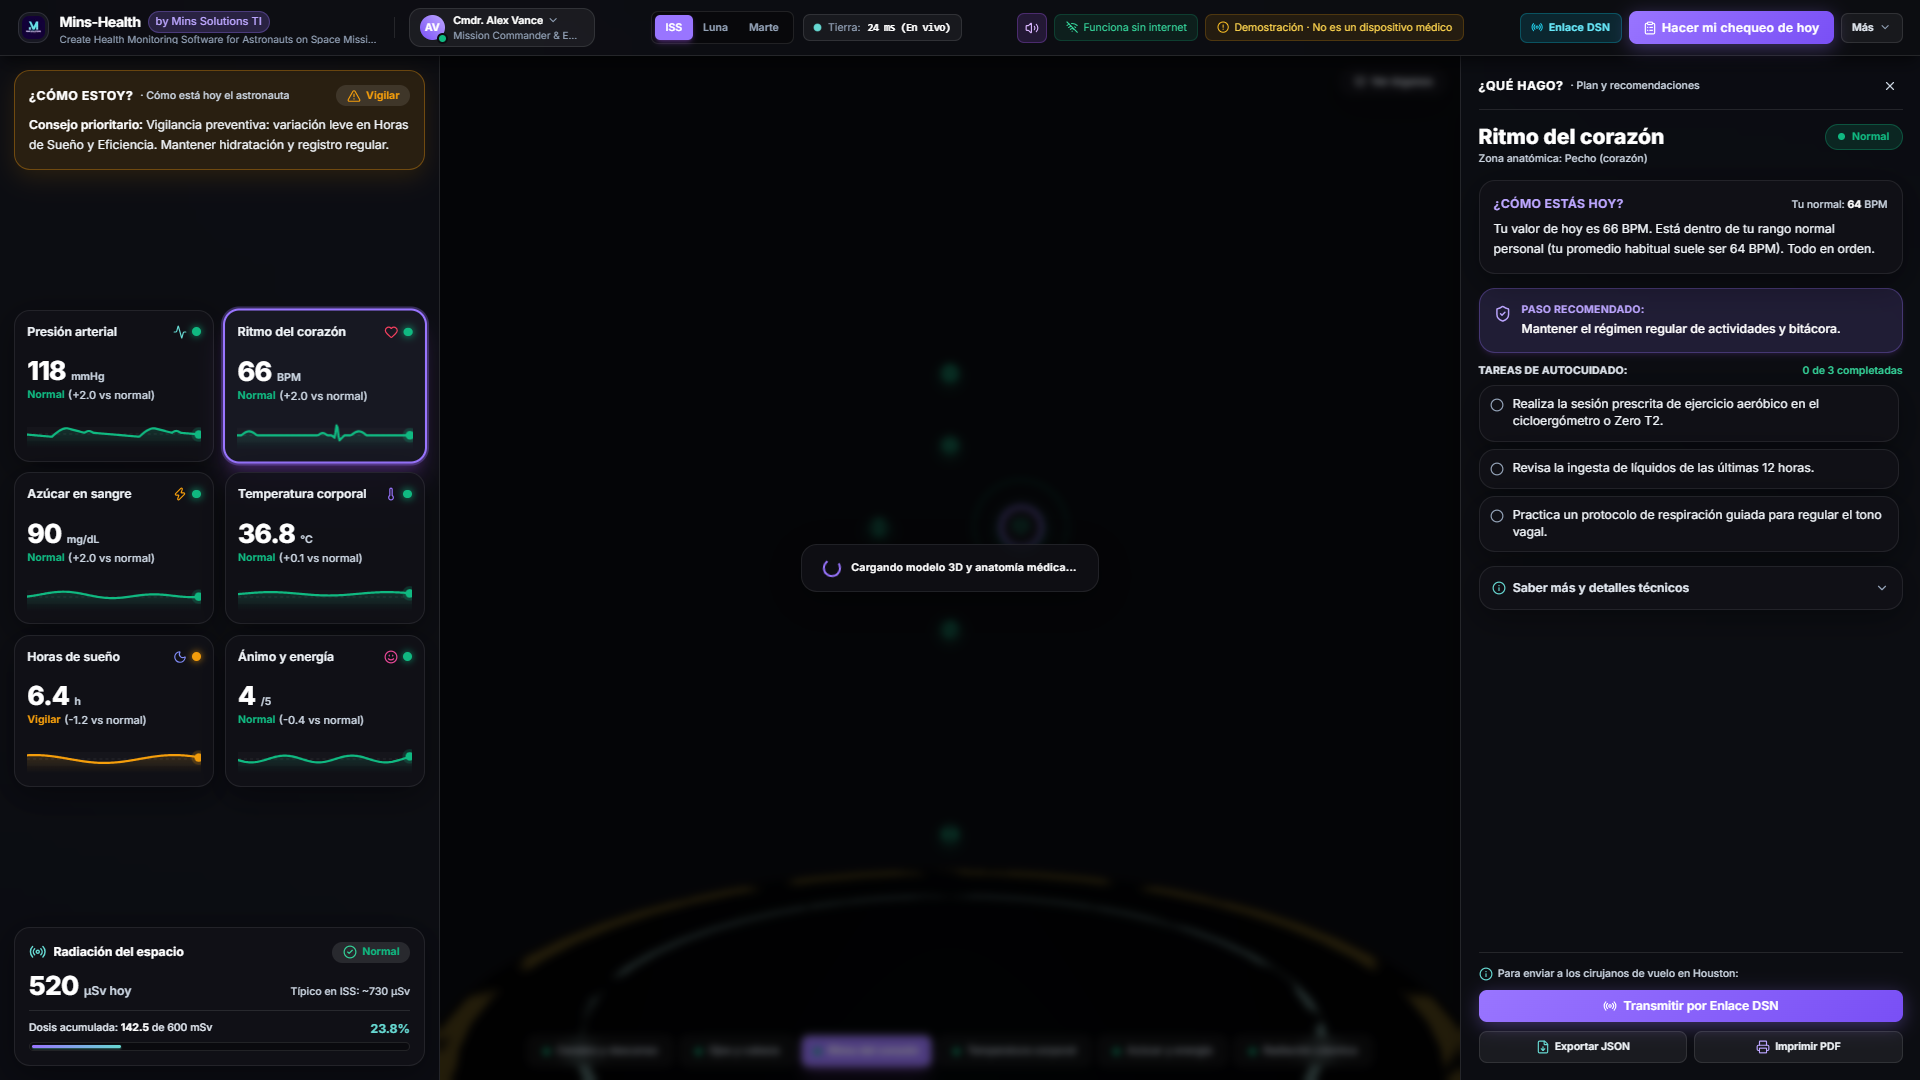 Mins-Health by Mins Solutions TI
Create Health Monitoring Software for Astronauts on Space Missi...
AV
Cmdr. Alex Vance
Mission Commander & E...
ISS Luna Marte
Tierra: 24 ms (En vivo)
Funciona sin internet
Demostración · No es un dispositivo médico
Enlace DSN
Hacer mi chequeo de hoy
Más
¿CÓMO ESTOY? · Cómo está hoy el astronauta
Vigilar
Consejo prioritario: Vigilancia preventiva: variación leve en Horas
de Sueño y Eficiencia. Mantener hidratación y registro regular.
Presión arterial
118 mmHg
Normal (+2.0 vs normal)
Ritmo del corazón
66 BPM
Normal (+2.0 vs normal)
Azúcar en sangre
90 mg/dL
Normal (+2.0 vs normal)
Temperatura corporal
36.8 °C
Normal (+0.1 vs normal)
Horas de sueño
6.4 h
Vigilar (-1.2 vs normal)
Ánimo y energía
4 /5
Normal (-0.4 vs normal)
Radiación del espacio
Normal
520 µSv hoy
Típico en ISS: ~730 µSv
Dosis acumulada: 142.5 de 600 mSv
23.8%
Cargando modelo 3D y anatomía médica...
¿QUÉ HAGO? · Plan y recomendaciones
Ritmo del corazón
Normal
Zona anatómica: Pecho (corazón)
¿CÓMO ESTÁS HOY?
Tu normal: 64 BPM
Tu valor de hoy es 66 BPM. Está dentro de tu rango normal
personal (tu promedio habitual suele ser 64 BPM). Todo en orden.
PASO RECOMENDADO:
Mantener el régimen regular de actividades y bitácora.
TAREAS DE AUTOCUIDADO:
0 de 3 completadas
Realiza la sesión prescrita de ejercicio aeróbico en el
cicloergómetro o Zero T2.
Revisa la ingesta de líquidos de las últimas 12 horas.
Practica un protocolo de respiración guiada para regular el tono
vagal.
Saber más y detalles técnicos
Para enviar a los cirujanos de vuelo en Houston:
Transmitir por Enlace DSN
Exportar JSON
Imprimir PDF